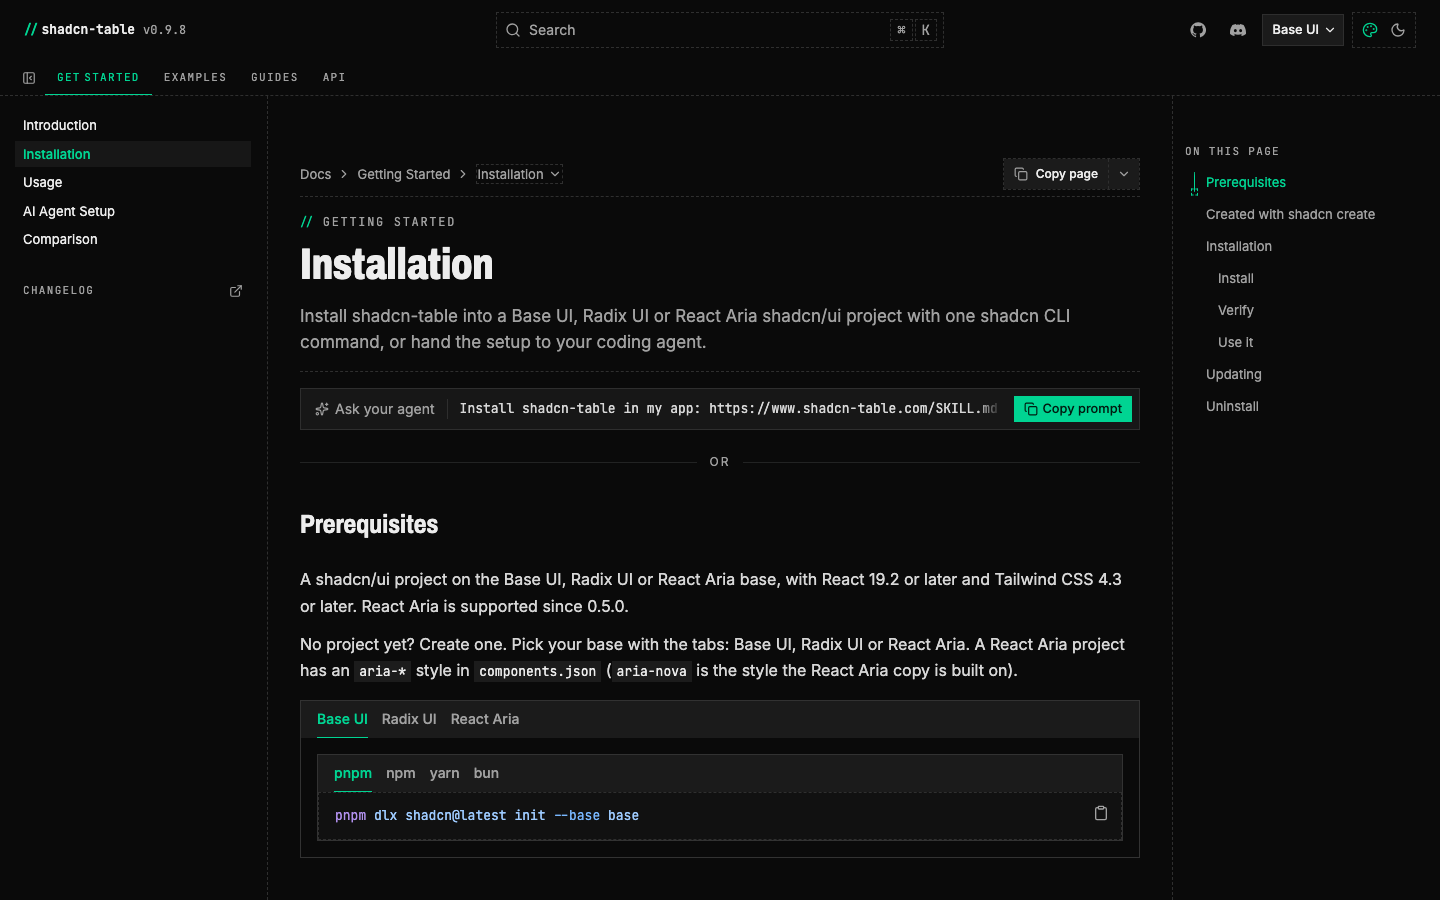 // shadcn-table v0.9.8
Search
⌘ K
Base UI
GET STARTED
EXAMPLES
GUIDES
API
Introduction
Installation
Usage
AI Agent Setup
Comparison
CHANGELOG
Docs > Getting Started > Installation
Copy page
// GETTING STARTED
Installation
Install shadcn-table into a Base UI, Radix UI or React Aria shadcn/ui project with one shadcn CLI
command, or hand the setup to your coding agent.
Ask your agent
Install shadcn-table in my app: https://www.shadcn-table.com/SKILL.md
Copy prompt
OR
Prerequisites
A shadcn/ui project on the Base UI, Radix UI or React Aria base, with React 19.2 or later and Tailwind CSS 4.3
or later. React Aria is supported since 0.5.0.
No project yet? Create one. Pick your base with the tabs: Base UI, Radix UI or React Aria. A React Aria project
has an aria-* style in components.json (aria-nova is the style the React Aria copy is built on).
Base UI
Radix UI
React Aria
pnpm
npm
yarn
bun
pnpm dlx shadcn@latest init --base base
ON THIS PAGE
Prerequisites
Created with shadcn create
Installation
Install
Verify
Use it
Updating
Uninstall